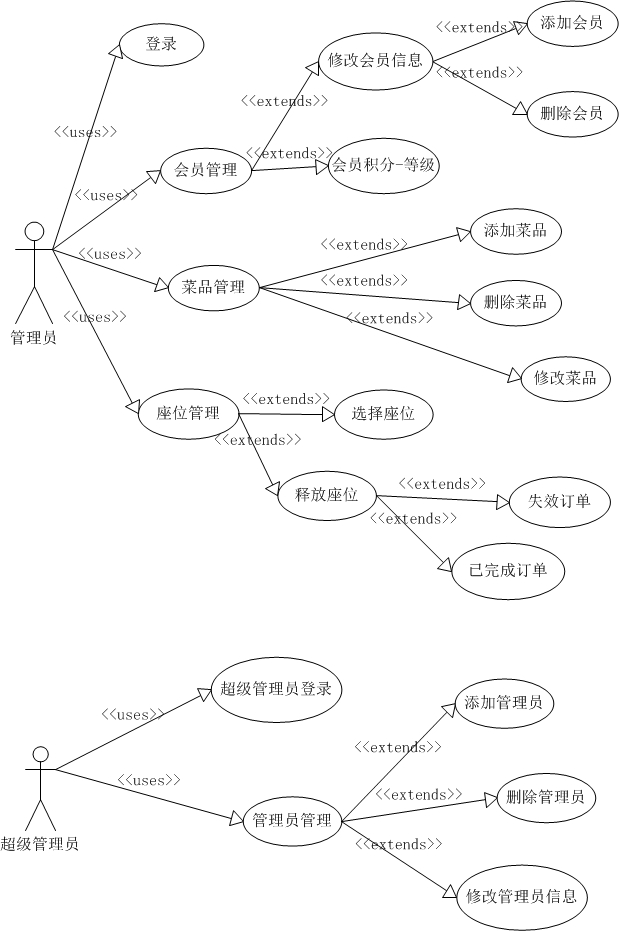 <<extends>>
添加会员
登录
修改会员信息
<<extends>>
<<extends>>
删除会员
<<uses>>
<<extends>>
会员管理
会员积分-等级
<<uses>>
添加菜品
<<extends>>
<<uses>>
<<extends>>
菜品管理
删除菜品
<<uses>>
<<extends>>
管理员
修改菜品
<<extends>>
座位管理
选择座位
<<extends>>
<<extends>>
释放座位
失效订单
<<extends>>
已完成订单
超级管理员登录
添加管理员
<<uses>>
<<extends>>
<<uses>>
<<extends>>
删除管理员
管理员管理
超级管理员
<<extends>>
修改管理员信息